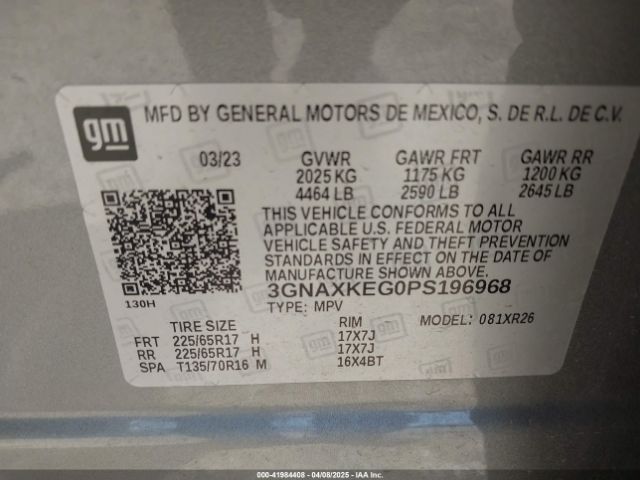 gm
MFD BY GENERAL MOTORS DE MEXICO, S. DE R.L. DE C.V.
03/23 GVWR GAWR FRT GAWR RR
2025 KG 1175 KG 1200 KG
4464 LB 2590 LB 2645 LB
THIS VEHICLE CONFORMS TO ALL
APPLICABLE U.S. FEDERAL MOTOR
VEHICLE SAFETY AND THEFT PREVENTION
STANDARDS IN EFFECT ON THE DATE OF
MANUFACTURE SHOWN ABOVE.
3GNAXKEG0PS196968
130H TYPE: MPV
TIRE SIZE RIM MODEL: 081XR26
FRT 225/65R17 H 17X7J
RR 225/65R17 H 17X7J
SPA T135/70R16 M 16X4BT
000-41984408 - 04/08/2025 - IAA Inc.